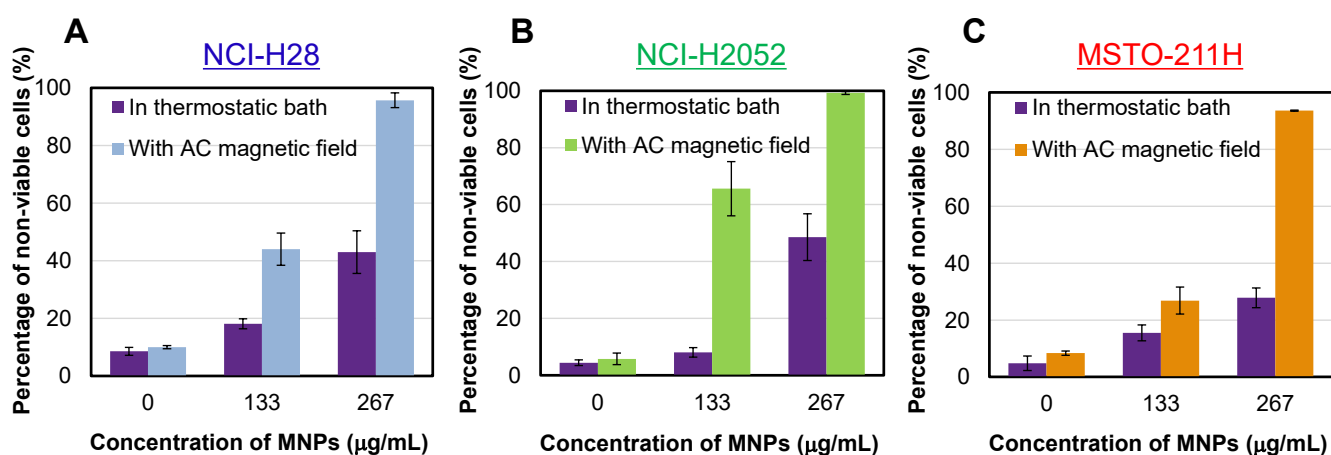 A
NCI-H28
Percentage of non-viable cells (%)
100
80
60
40
20
0
In thermostatic bath
With AC magnetic field
0 133 267
Concentration of MNPs (μg/mL)
B
NCI-H2052
Percentage of non-viable cells (%)
100
80
60
40
20
0
In thermostatic bath
With AC magnetic field
0 133 267
Concentration of MNPs (μg/mL)
C
MSTO-211H
Percentage of non-viable cells (%)
100
80
60
40
20
0
In thermostatic bath
With AC magnetic field
0 133 267
Concentration of MNPs (μg/mL)